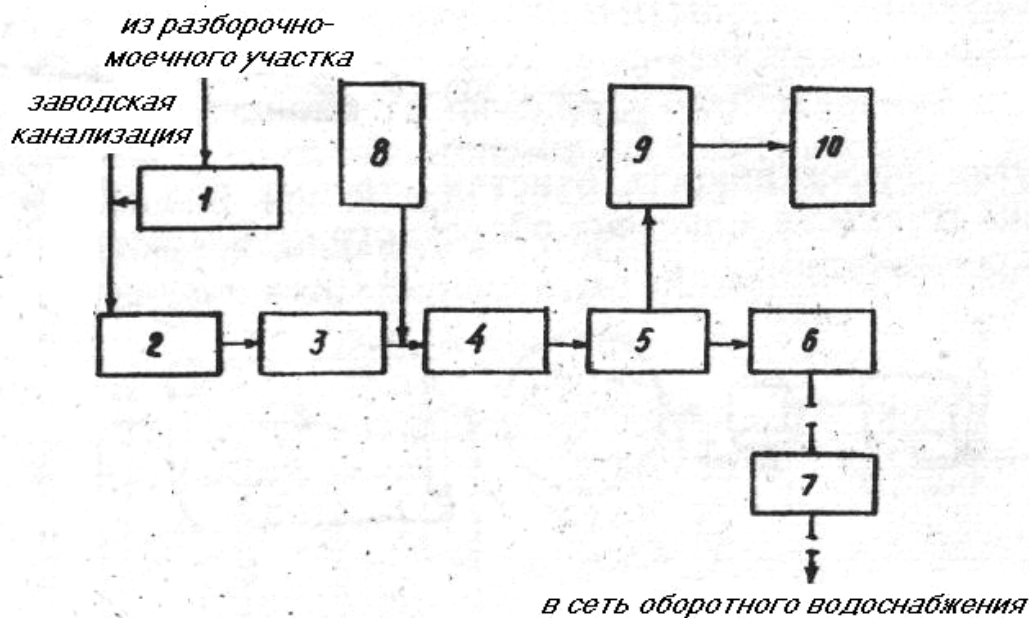 из разборочно-
моечного участка
заводская
канализация
8
9
10
1
2
3
4
5
6
7
в сеть оборотного водоснабжения